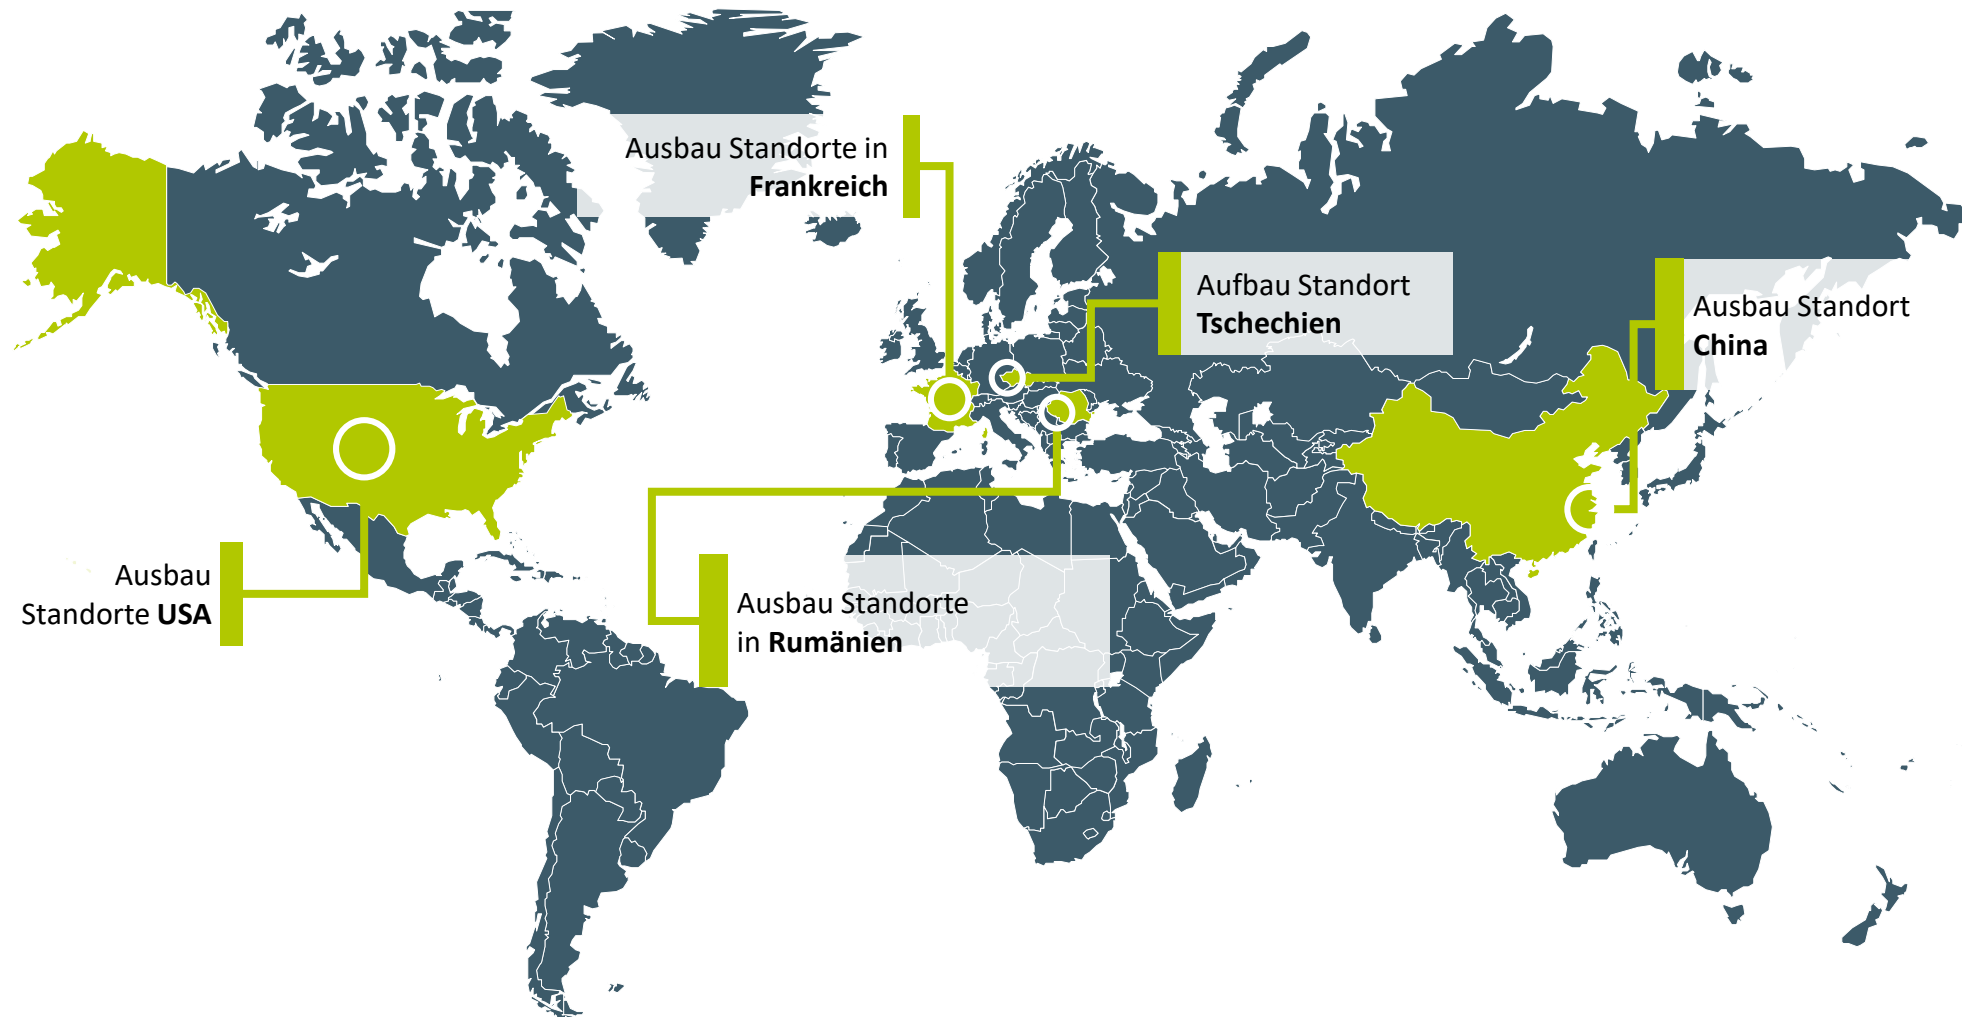 Ausbau Standorte in
Frankreich
Aufbau Standort
Tschechien
Ausbau Standort
China
Ausbau
Standorte USA
Ausbau Standorte
in Rumänien